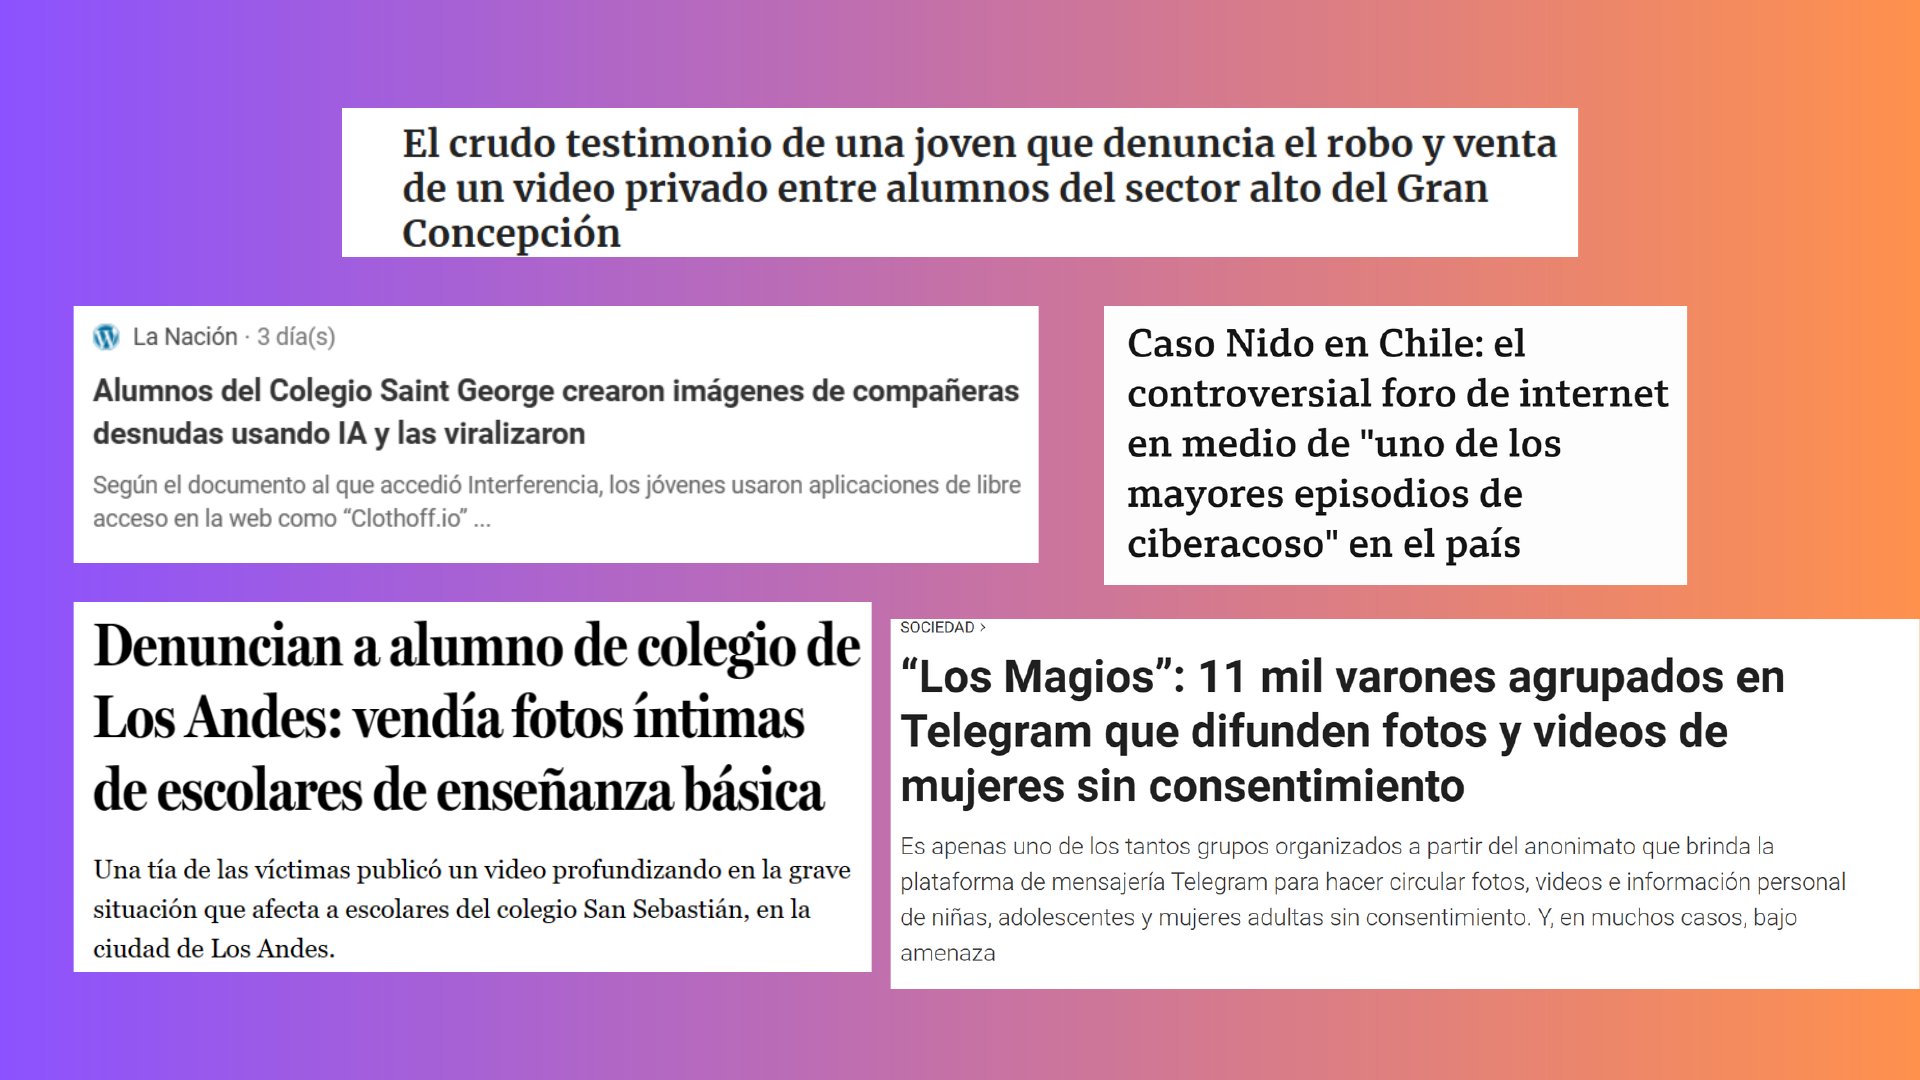 El crudo testimonio de una joven que denuncia el robo y venta
de un video privado entre alumnos del sector alto del Gran
Concepción
La Nación · 3 día(s)
Alumnos del Colegio Saint George crearon imágenes de compañeras
desnudas usando IA y las viralizaron
Según el documento al que accedió Interferencia, los jóvenes usaron aplicaciones de libre
acceso en la web como “Clothoff.io” ...
Caso Nido en Chile: el
controversial foro de internet
en medio de "uno de los
mayores episodios de
ciberacoso" en el país
Denuncian a alumno de colegio de
Los Andes: vendía fotos íntimas
de escolares de enseñanza básica
Una tía de las víctimas publicó un video profundizando en la grave
situación que afecta a escolares del colegio San Sebastián, en la
ciudad de Los Andes.
SOCIEDAD >
“Los Magios”: 11 mil varones agrupados en
Telegram que difunden fotos y videos de
mujeres sin consentimiento
Es apenas uno de los tantos grupos organizados a partir del anonimato que brinda la
plataforma de mensajería Telegram para hacer circular fotos, videos e información personal
de niñas, adolescentes y mujeres adultas sin consentimiento. Y, en muchos casos, bajo
amenaza